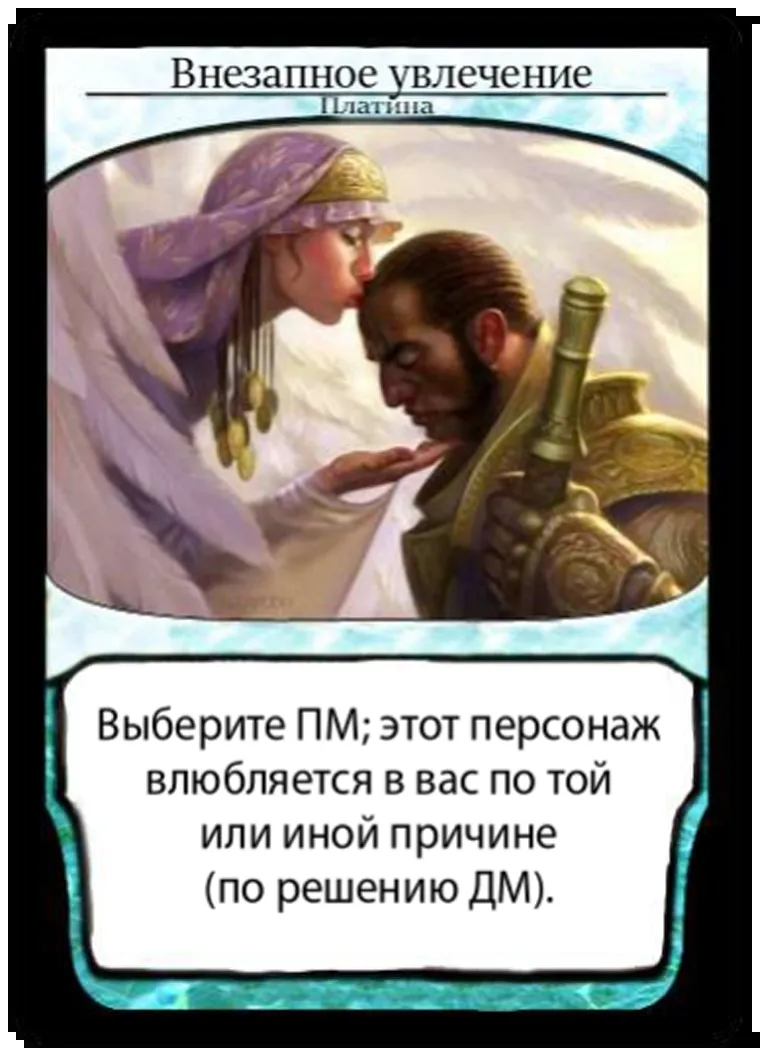 Внезапное увлечение
Платина
Выберите ПМ; этот персонаж
влюбляется в вас по той
или иной причине
(по решению ДМ).